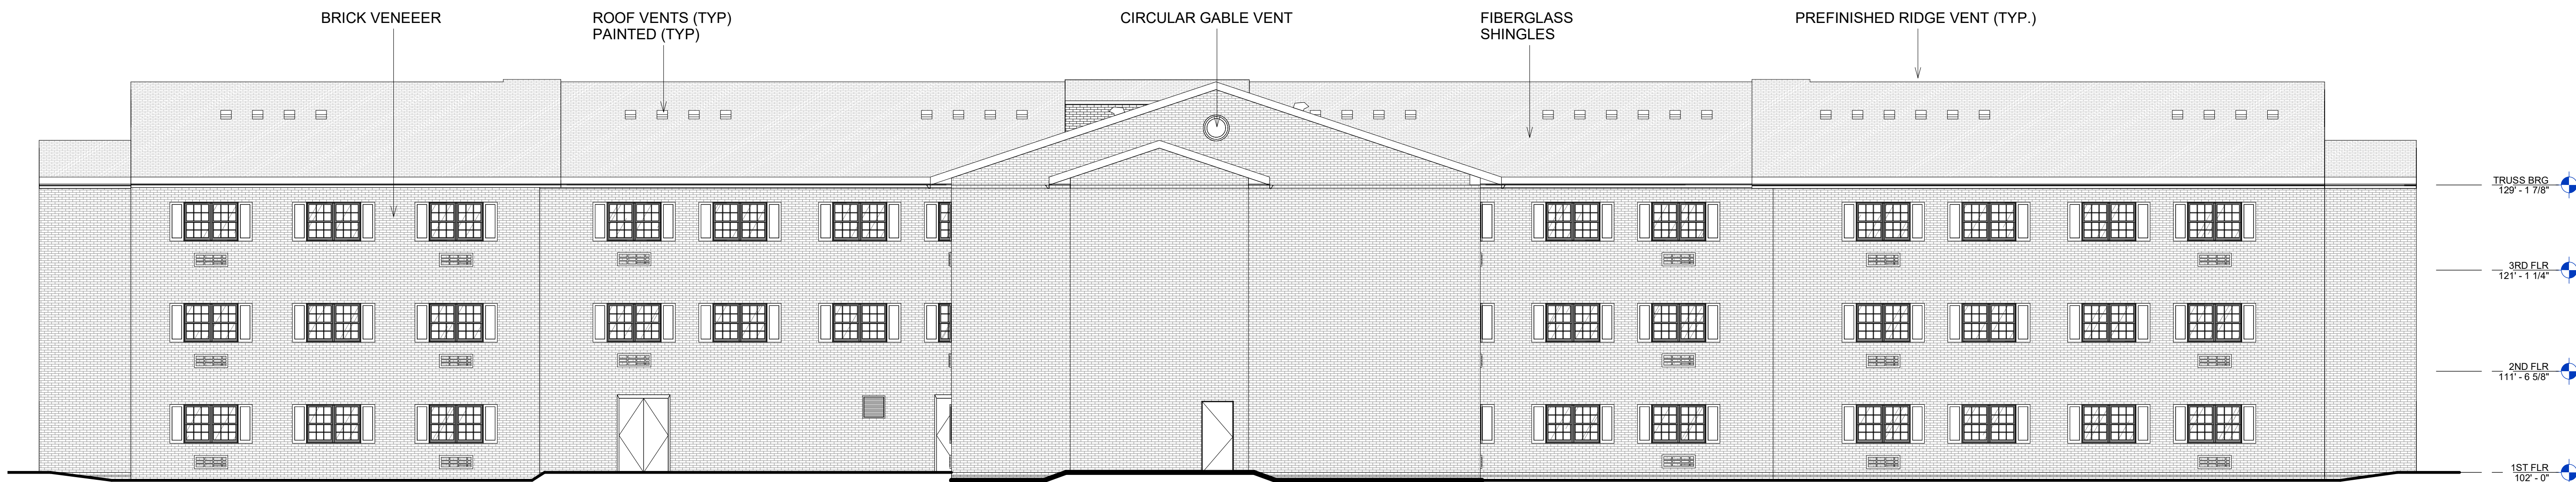 BRICK VENEEER
ROOF VENTS (TYP)
PAINTED (TYP)
CIRCULAR GABLE VENT
FIBERGLASS
SHINGLES
PREFINISHED RIDGE VENT (TYP.)
TRUSS BRG
129' - 1 7/8"
3RD FLR
121' - 1 1/4"
2ND FLR
111' - 6 5/8"
1ST FLR
102' - 0"